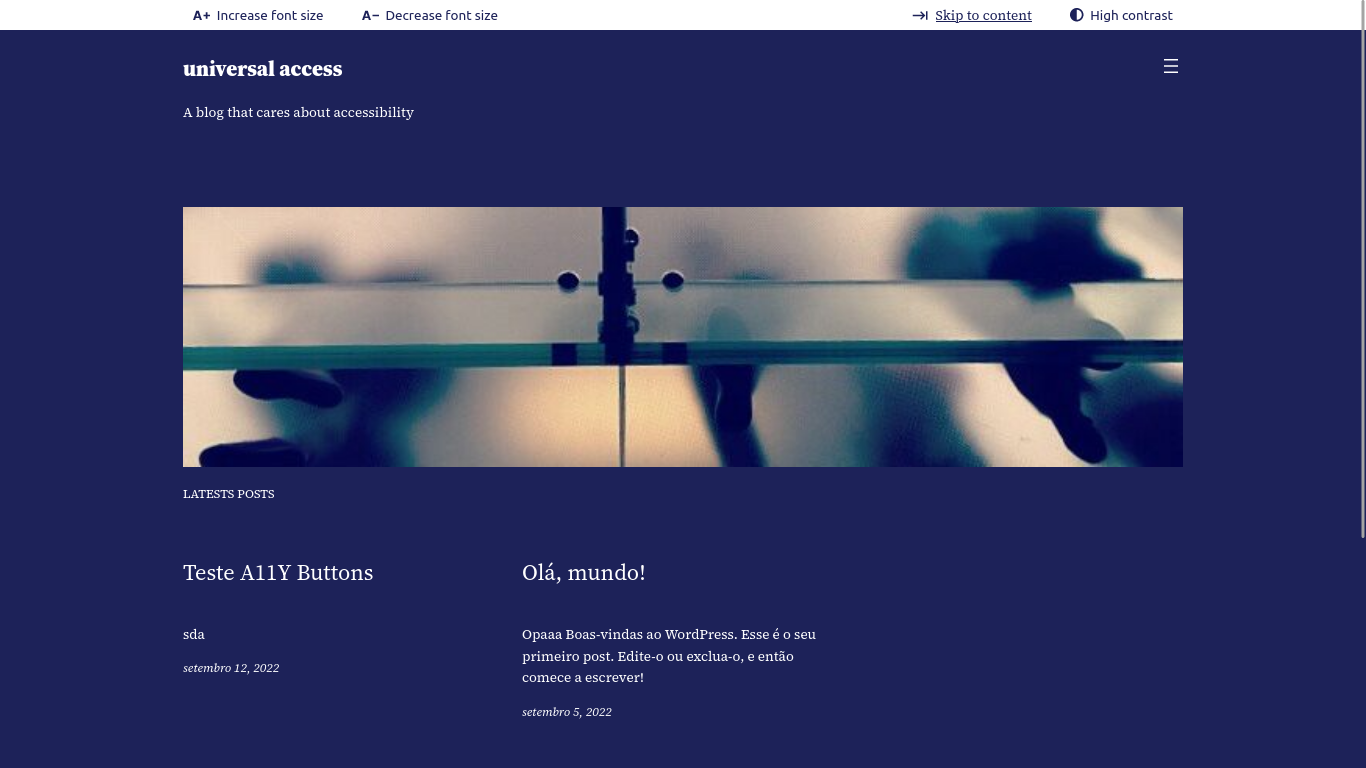 A+ Increase font size
A− Decrease font size
Skip to content
High contrast
universal access
A blog that cares about accessibility
LATESTS POSTS
Teste A11Y Buttons
sda
setembro 12, 2022
Olá, mundo!
Opaaa Boas-vindas ao WordPress. Esse é o seu
primeiro post. Edite-o ou exclua-o, e então
comece a escrever!
setembro 5, 2022